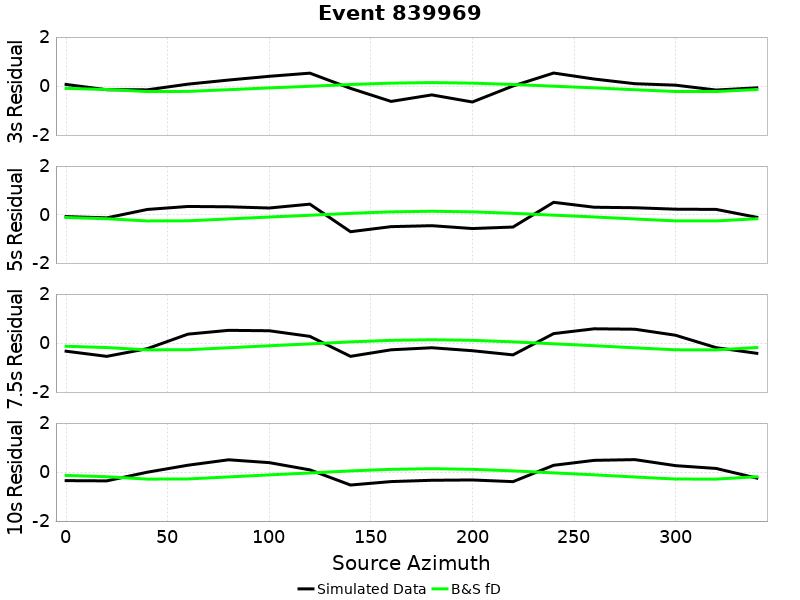 Event 839969
3s Residual
2
0
-2
5s Residual
2
0
-2
7.5s Residual
2
0
-2
10s Residual
2
0
-2
0 50 100 150 200 250 300
Source Azimuth
Simulated Data B&S fD